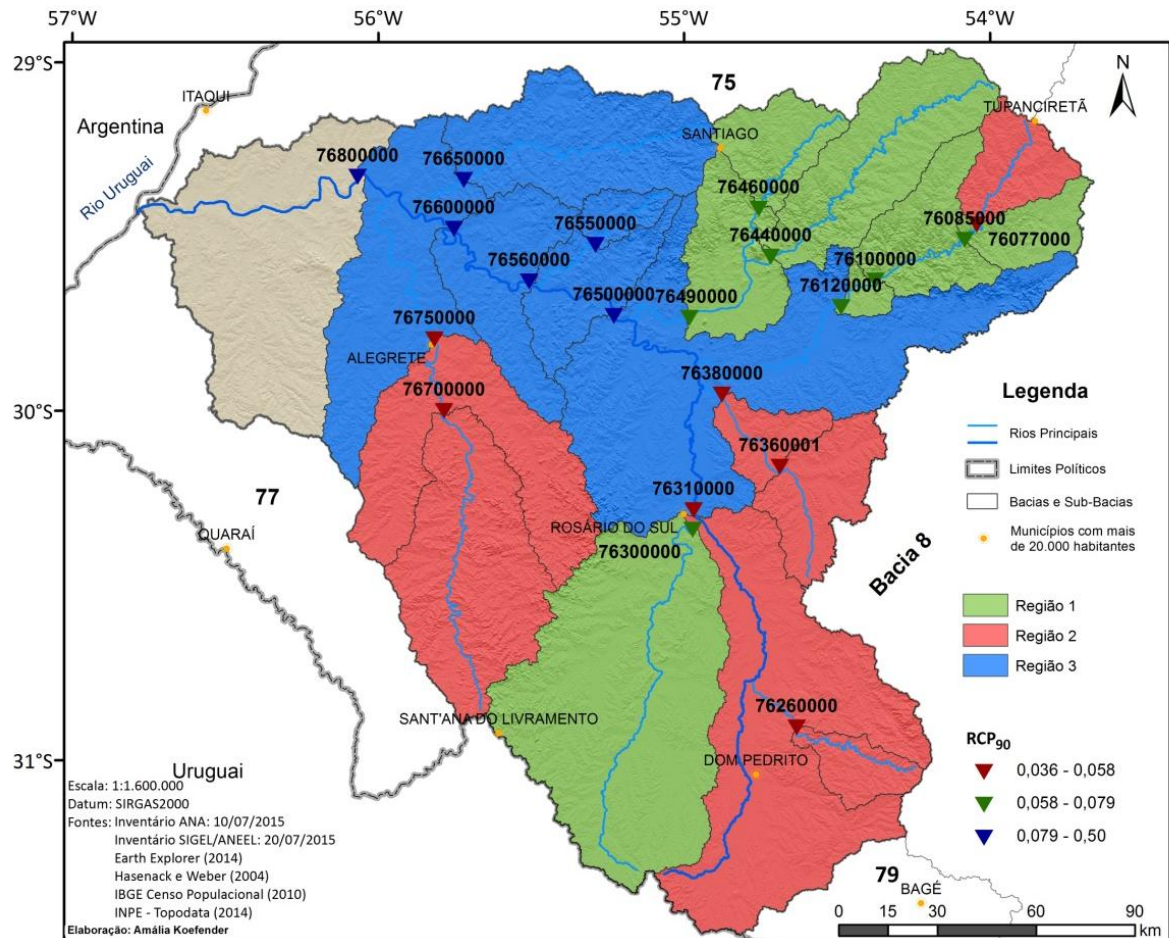 57°W
56°W
55°W
54°W
29°S
30°S
31°S
N
75
77
79
Bacia 8
Argentina
Rio Uruguai
Uruguai
ITAQUI
SANTIAGO
TUPANCIRETÃ
76800000
76650000
76600000
76550000
76560000
76500000
76460000
76440000
76490000
76085000
76077000
76100000
76120000
76750000
ALEGRETE
76700000
76380000
76360001
76310000
ROSÁRIO DO SUL
76300000
QUARAÍ
SANT'ANA DO LIVRAMENTO
76260000
DOM PEDRITO
BAGÉ
Legenda
Rios Principais
Limites Políticos
Bacias e Sub-Bacias
Municípios com mais
de 20.000 habitantes
Região 1
Região 2
Região 3
RCP90
0,036 - 0,058
0,058 - 0,079
0,079 - 0,50
0 15 30 60 90
km
Escala: 1:1.600.000
Datum: SIRGAS2000
Fontes: Inventário ANA: 10/07/2015
Inventário SIGEL/ANEEL: 20/07/2015
Earth Explorer (2014)
Hasenack e Weber (2004)
IBGE Censo Populacional (2010)
INPE - Topodata (2014)
Elaboração: Amália Koefender